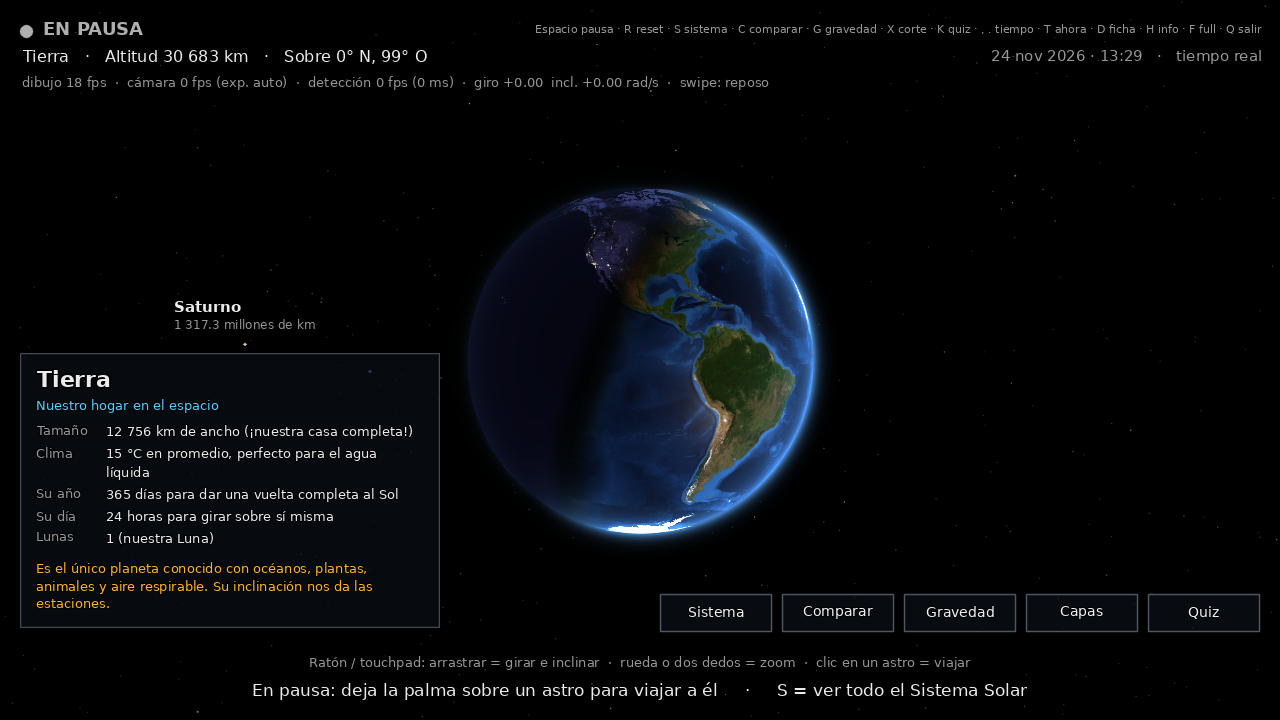 EN PAUSA
Espacio pausa · R reset · S sistema · C comparar · G gravedad · X corte · K quiz · , . tiempo · T ahora · D ficha · H info · F full · Q salir
Tierra · Altitud 30 683 km · Sobre 0° N, 99° O
24 nov 2026 · 13:29 · tiempo real
dibujo 18 fps · cámara 0 fps (exp. auto) · detección 0 fps (0 ms) · giro +0.00 incl. +0.00 rad/s · swipe: reposo
Saturno
1 317.3 millones de km
Tierra
Nuestro hogar en el espacio
Tamaño 12 756 km de ancho (¡nuestra casa completa!)
Clima 15 °C en promedio, perfecto para el agua
líquida
Su año 365 días para dar una vuelta completa al Sol
Su día 24 horas para girar sobre sí misma
Lunas 1 (nuestra Luna)
Es el único planeta conocido con océanos, plantas,
animales y aire respirable. Su inclinación nos da las
estaciones.
Sistema Comparar Gravedad Capas Quiz
Ratón / touchpad: arrastrar = girar e inclinar · rueda o dos dedos = zoom · clic en un astro = viajar
En pausa: deja la palma sobre un astro para viajar a él · S = ver todo el Sistema Solar